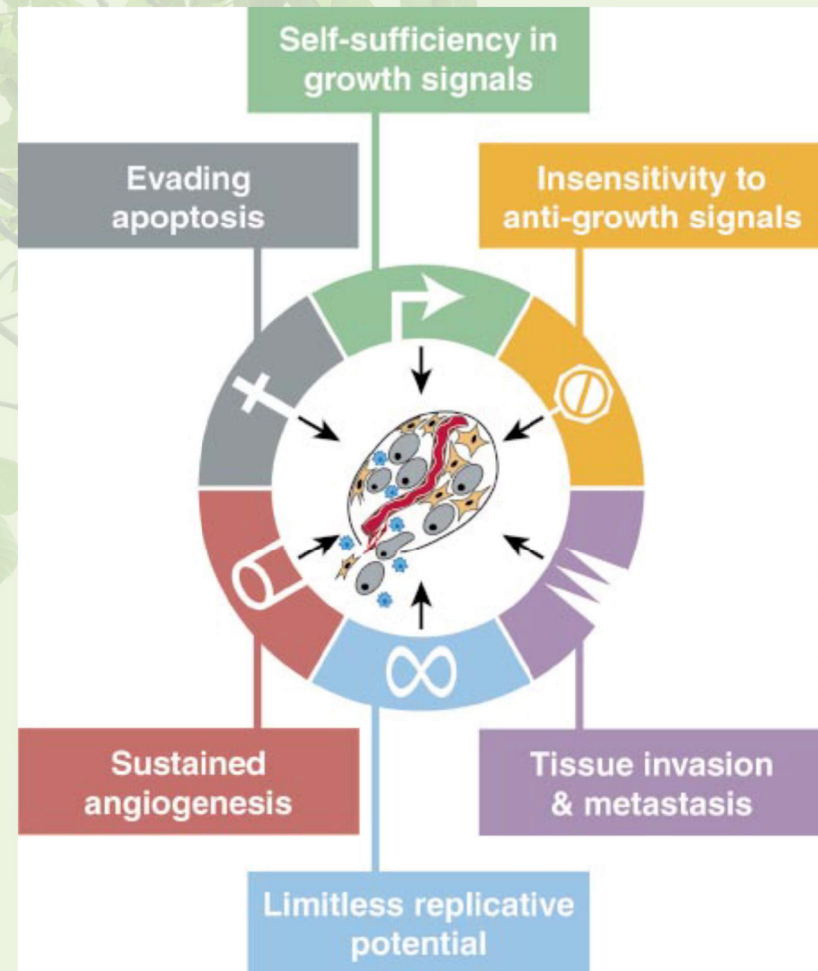 Self-sufficiency in
growth signals
Evading
apoptosis
Insensitivity to
anti-growth signals
Sustained
angiogenesis
Tissue invasion
& metastasis
Limitless replicative
potential